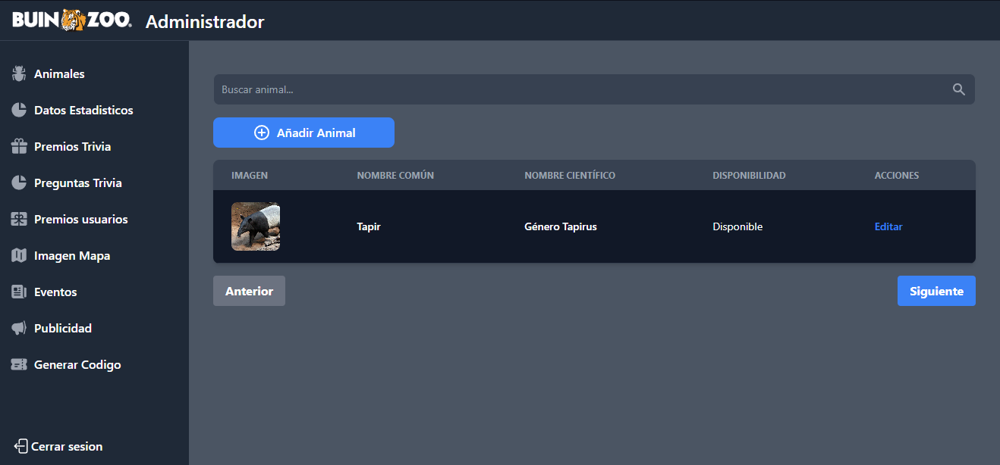 BUIN ZOO. Administrador
Animales
Datos Estadisticos
Premios Trivia
Preguntas Trivia
Premios usuarios
Imagen Mapa
Eventos
Publicidad
Generar Codigo
Cerrar sesion
Buscar animal...
Añadir Animal
IMAGEN NOMBRE COMÚN NOMBRE CIENTÍFICO DISPONIBILIDAD ACCIONES
Tapir Género Tapirus Disponible Editar
Anterior Siguiente